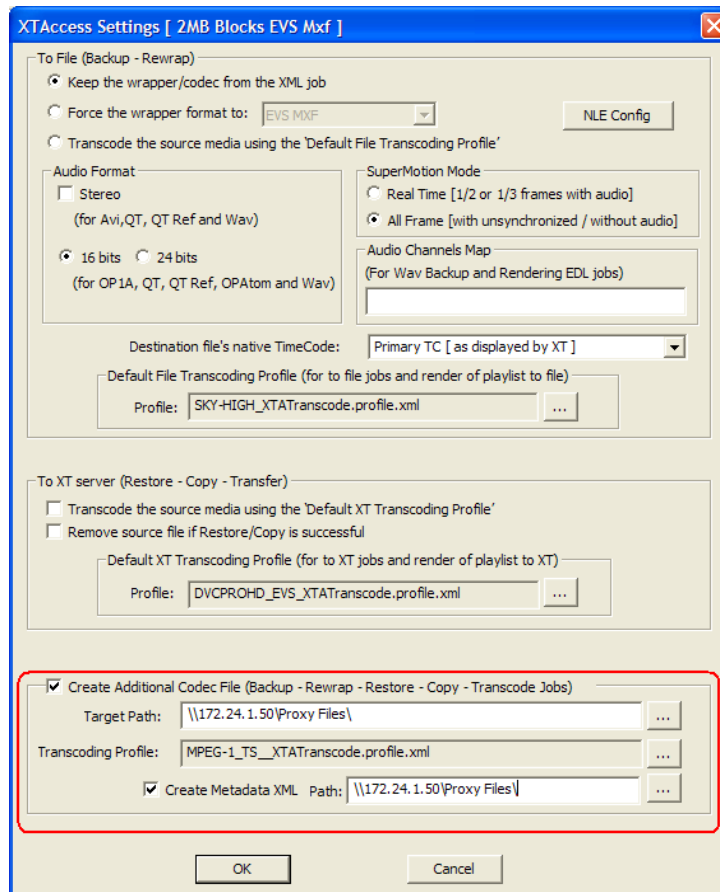 XTAccess Settings [ 2MB Blocks EVS Mxf ]
To File (Backup - Rewrap)
Keep the wrapper/codec from the XML job
Force the wrapper format to: EVS MXF NLE Config
Transcode the source media using the 'Default File Transcoding Profile'
Audio Format
Stereo
(for Avi,QT, QT Ref and Wav)
16 bits 24 bits
(for OP1A, QT, QT Ref, OPAtom and Wav)
SuperMotion Mode
Real Time [1/2 or 1/3 frames with audio]
All Frame [with unsynchronized / without audio]
Audio Channels Map
(For Wav Backup and Rendering EDL jobs)
Destination file's native TimeCode: Primary TC [ as displayed by XT ]
Default File Transcoding Profile (for to file jobs and render of playlist to file)
Profile: SKY-HIGH_XTATranscode.profile.xml ...
To XT server (Restore - Copy - Transfer)
Transcode the source media using the 'Default XT Transcoding Profile'
Remove source file if Restore/Copy is successful
Default XT Transcoding Profile (for to XT jobs and render of playlist to XT)
Profile: DVCPROHD_EVS_XTATranscode.profile.xml ...
Create Additional Codec File (Backup - Rewrap - Restore - Copy - Transcode Jobs)
Target Path: \\172.24.1.50\Proxy Files\ ...
Transcoding Profile: MPEG-1_TS__XTATranscode.profile.xml ...
Create Metadata XML Path: \\172.24.1.50\Proxy Files\ ...
OK Cancel